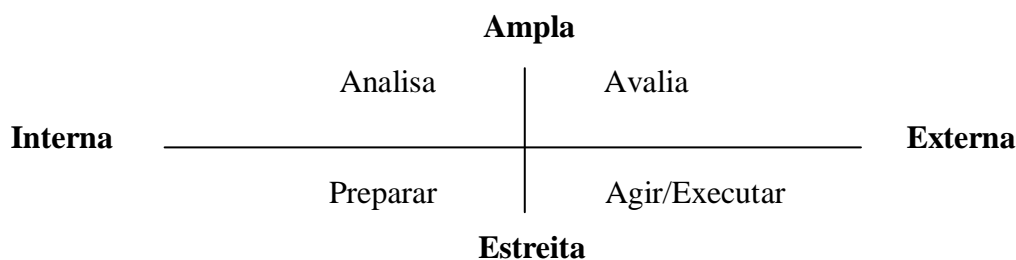 Ampla
Analisa Avalia
Interna Externa
Preparar Agir/Executar
Estreita